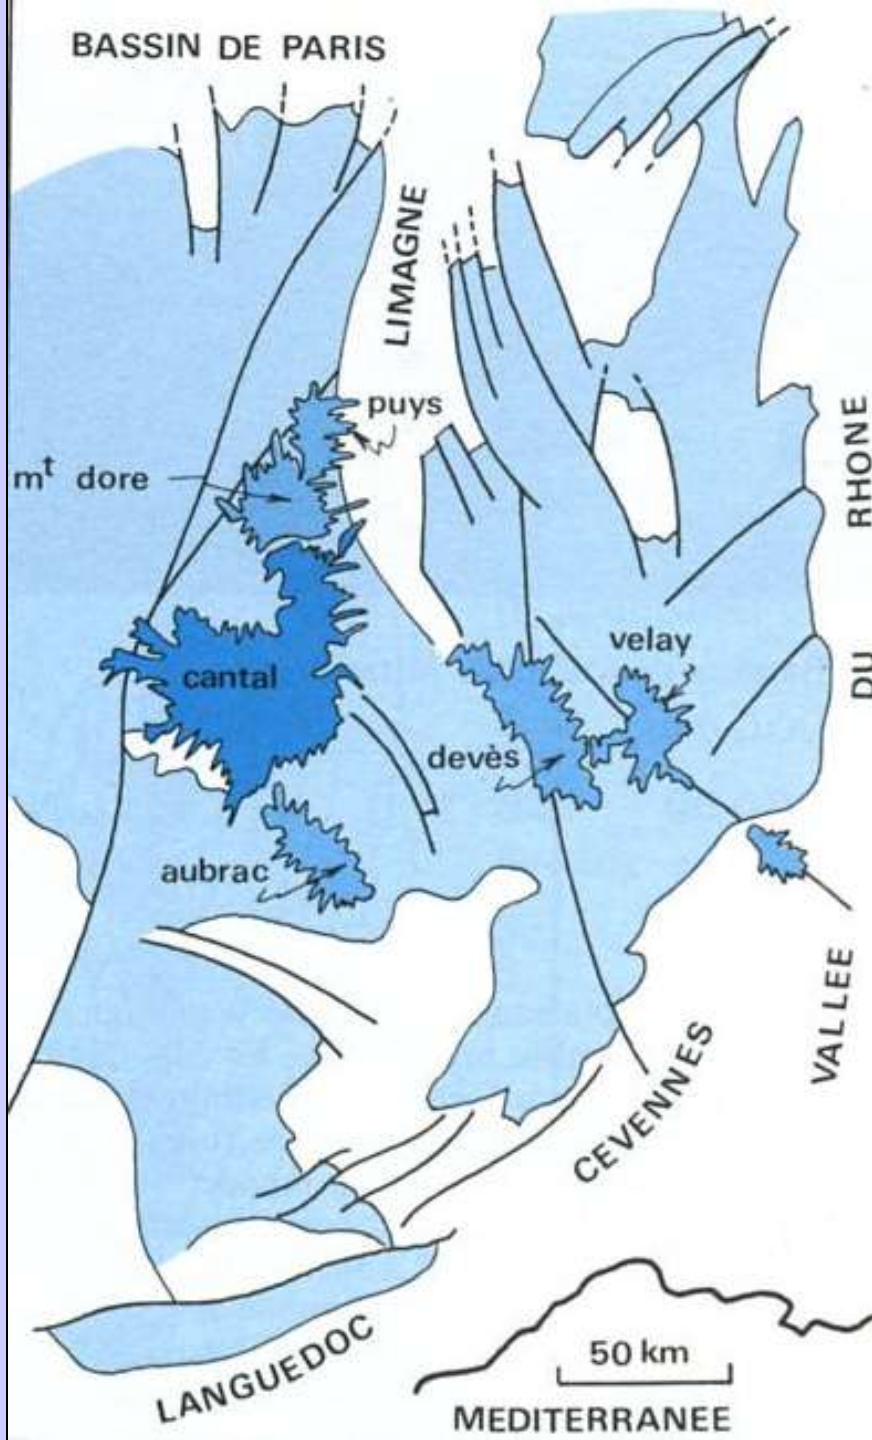 BASSIN DE PARIS
LIMAGNE
puys
mt dore
RHONE
velay
cantal
DU
devès
aubrac
VALLEE
CEVENNES
50 km
LANGUEDOC
MEDITERRANEE